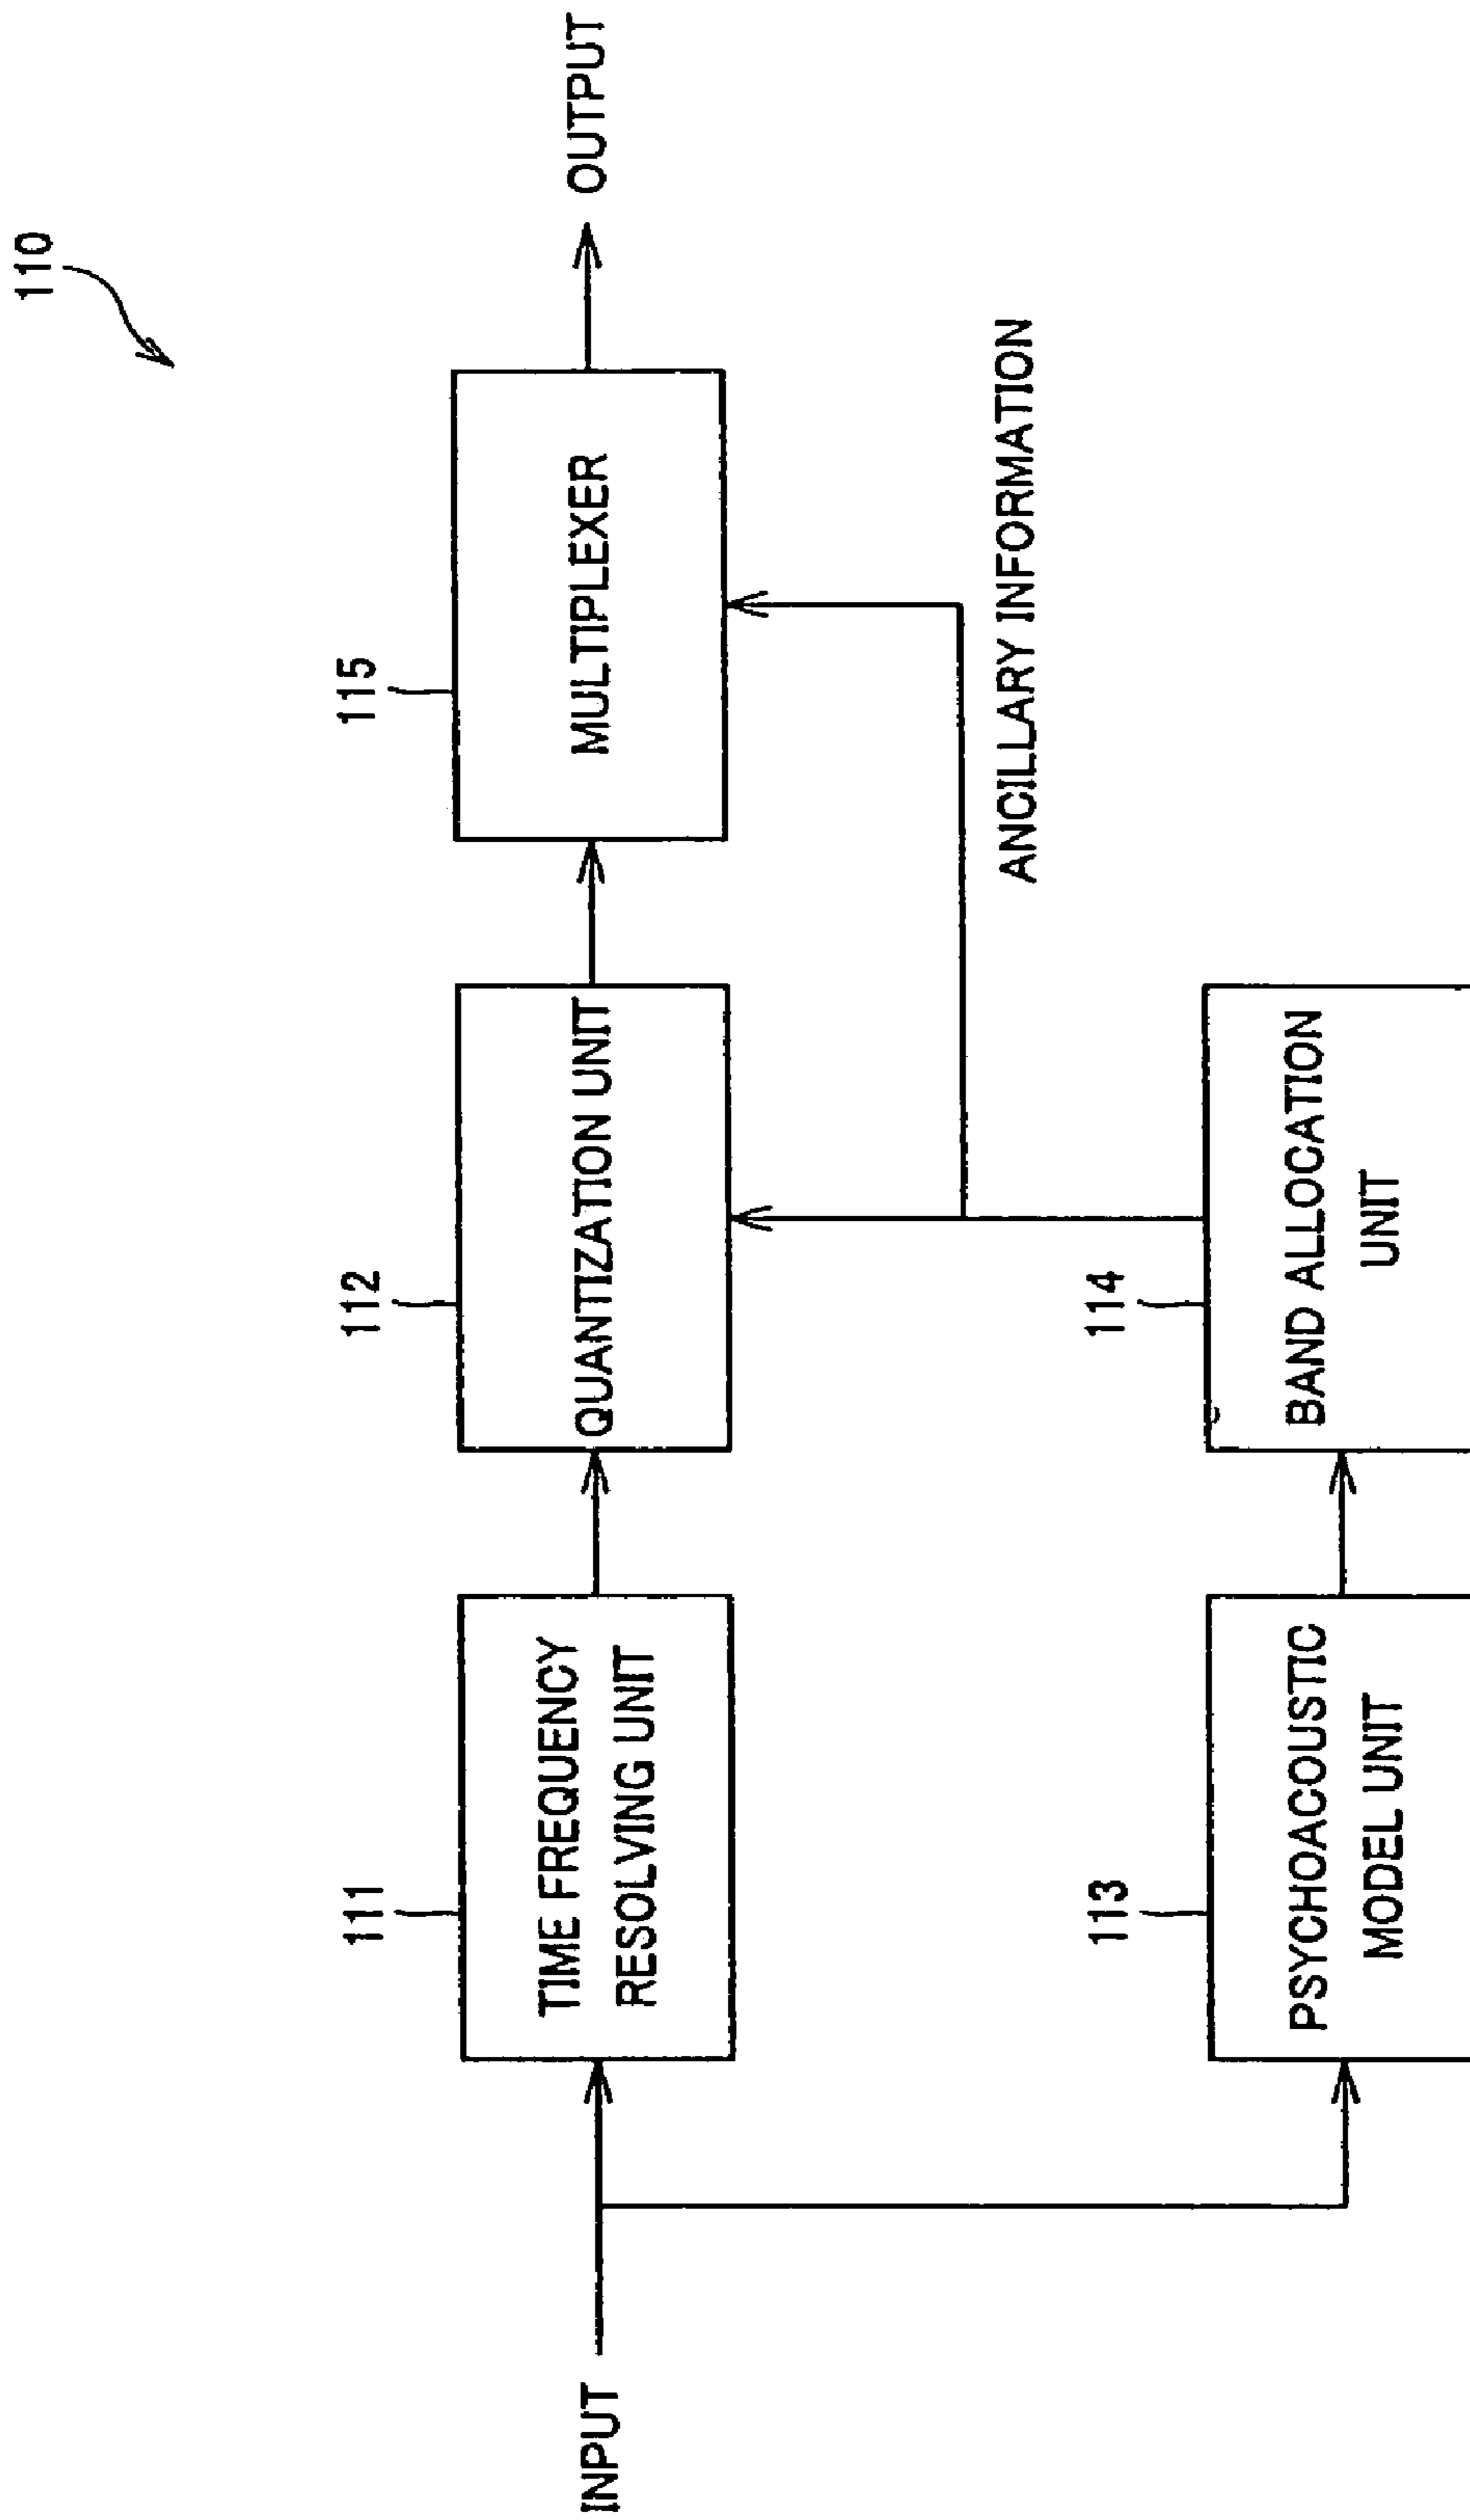 110
111
TIME FREQUENCY
RESOLVING UNIT
112
QUANTIZATION UNIT
115
MULTIPLEXER
INPUT
OUTPUT
ANCILLARY INFORMATION
113
PSYCHOACOUSTIC
MODEL UNIT
114
BAND ALLOCATION
UNIT